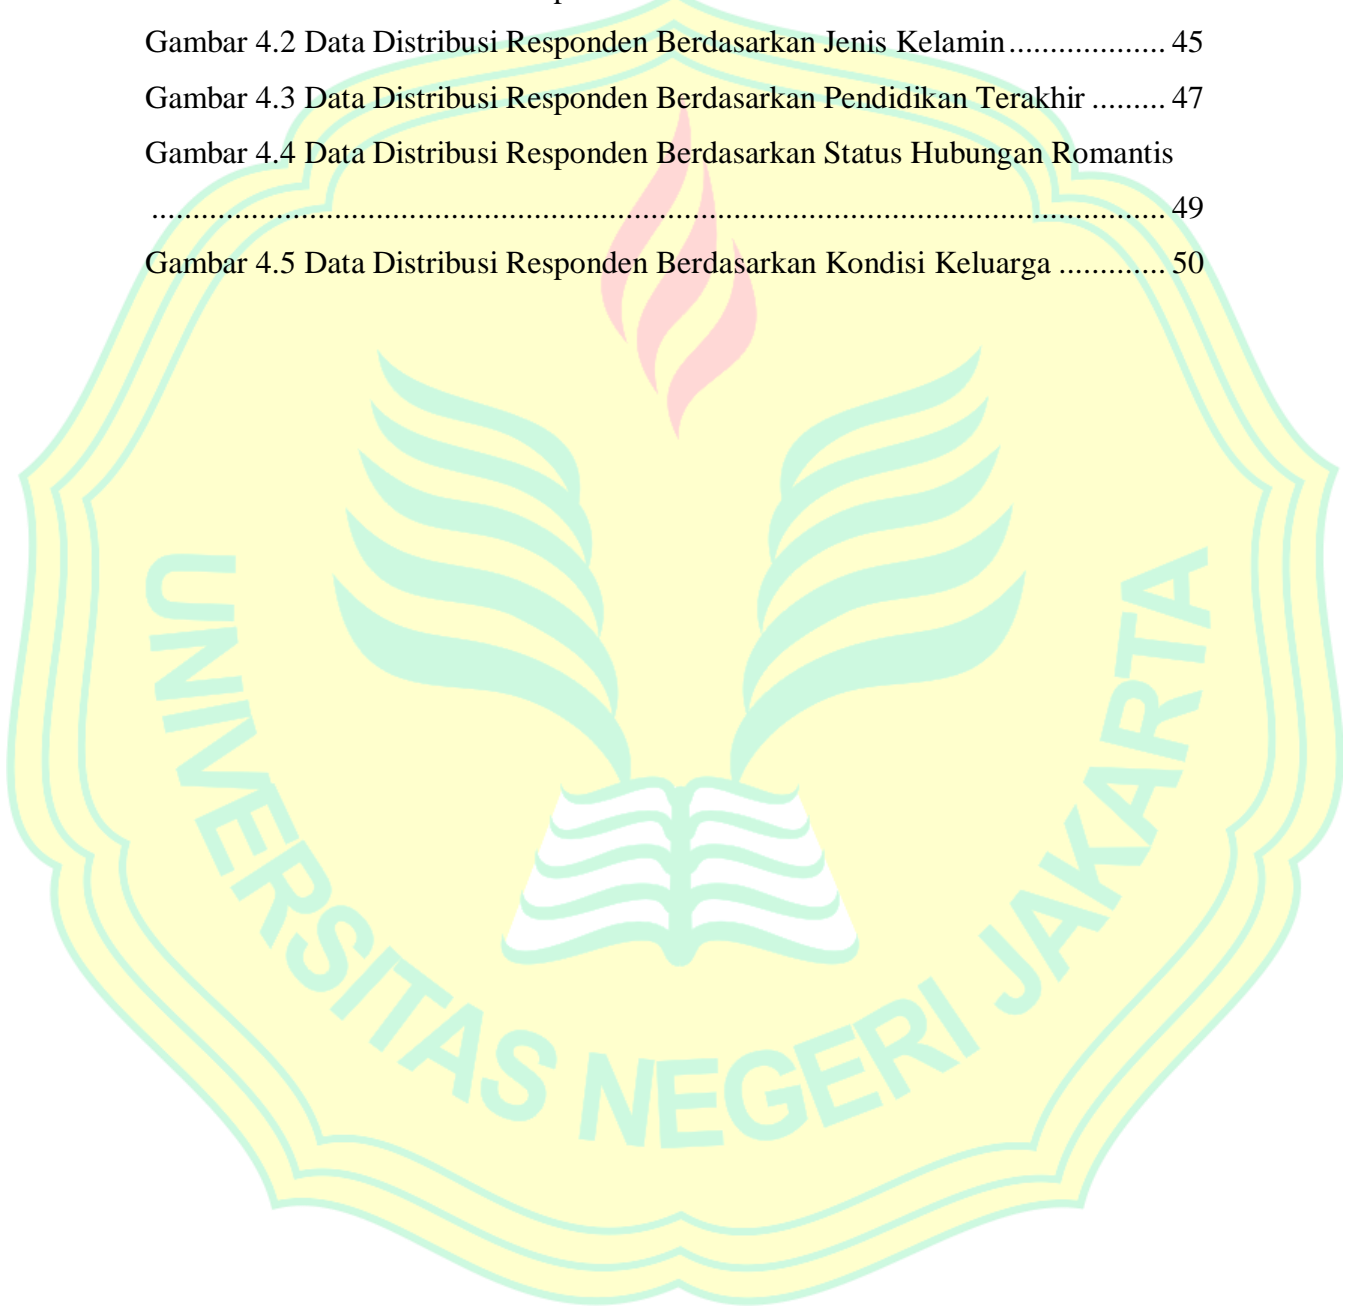 Gambar 4.2 Data Distribusi Responden Berdasarkan Jenis Kelamin................... 45
Gambar 4.3 Data Distribusi Responden Berdasarkan Pendidikan Terakhir ......... 47
Gambar 4.4 Data Distribusi Responden Berdasarkan Status Hubungan Romantis
........................................................................................................................... 49
Gambar 4.5 Data Distribusi Responden Berdasarkan Kondisi Keluarga ............. 50
UNIVERSITAS NEGERI JAKARTA